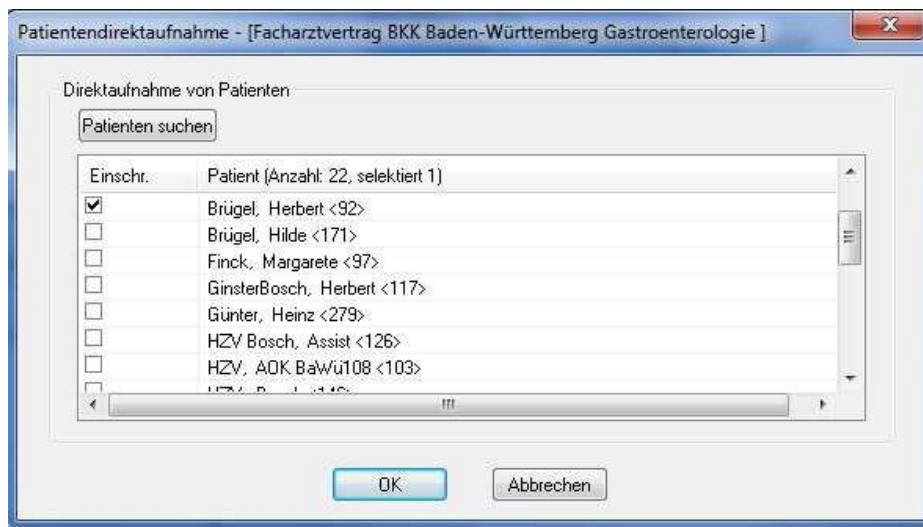 Patientendirektaufnahme - [Facharztvertrag BKK Baden-Württemberg Gastroenterologie ]
Direktaufnahme von Patienten
Patienten suchen
Einschr. Patient (Anzahl: 22, selektiert 1)
Brügel, Herbert <92>
Brügel, Hilde <171>
Finck, Margarete <97>
GinsterBosch, Herbert <117>
Günter, Heinz <279>
HZV Bosch, Assist <126>
HZV, AOK BaWü108 <103>
OK Abbrechen